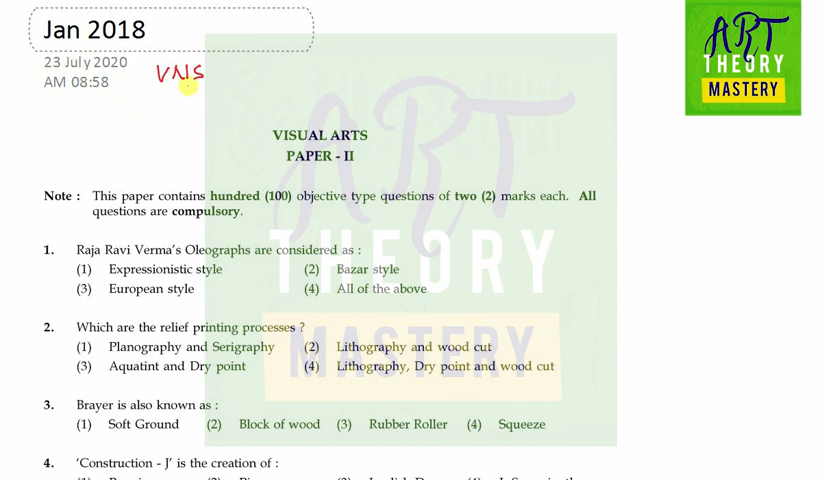 Jan 2018
23 July 2020
AM 08:58
VNS
ART
THEORY
MASTERY
VISUAL ARTS
PAPER - II
Note : This paper contains hundred (100) objective type questions of two (2) marks each. All
questions are compulsory.
1. Raja Ravi Verma's Oleographs are considered as :
(1) Expressionistic style (2) Bazar style
(3) European style (4) All of the above
2. Which are the relief printing processes ?
(1) Planography and Serigraphy (2) Lithography and wood cut
(3) Aquatint and Dry point (4) Lithography, Dry point and wood cut
3. Brayer is also known as :
(1) Soft Ground (2) Block of wood (3) Rubber Roller (4) Squeeze
4. 'Construction - J' is the creation of :
ART
THEORY
MASTERY